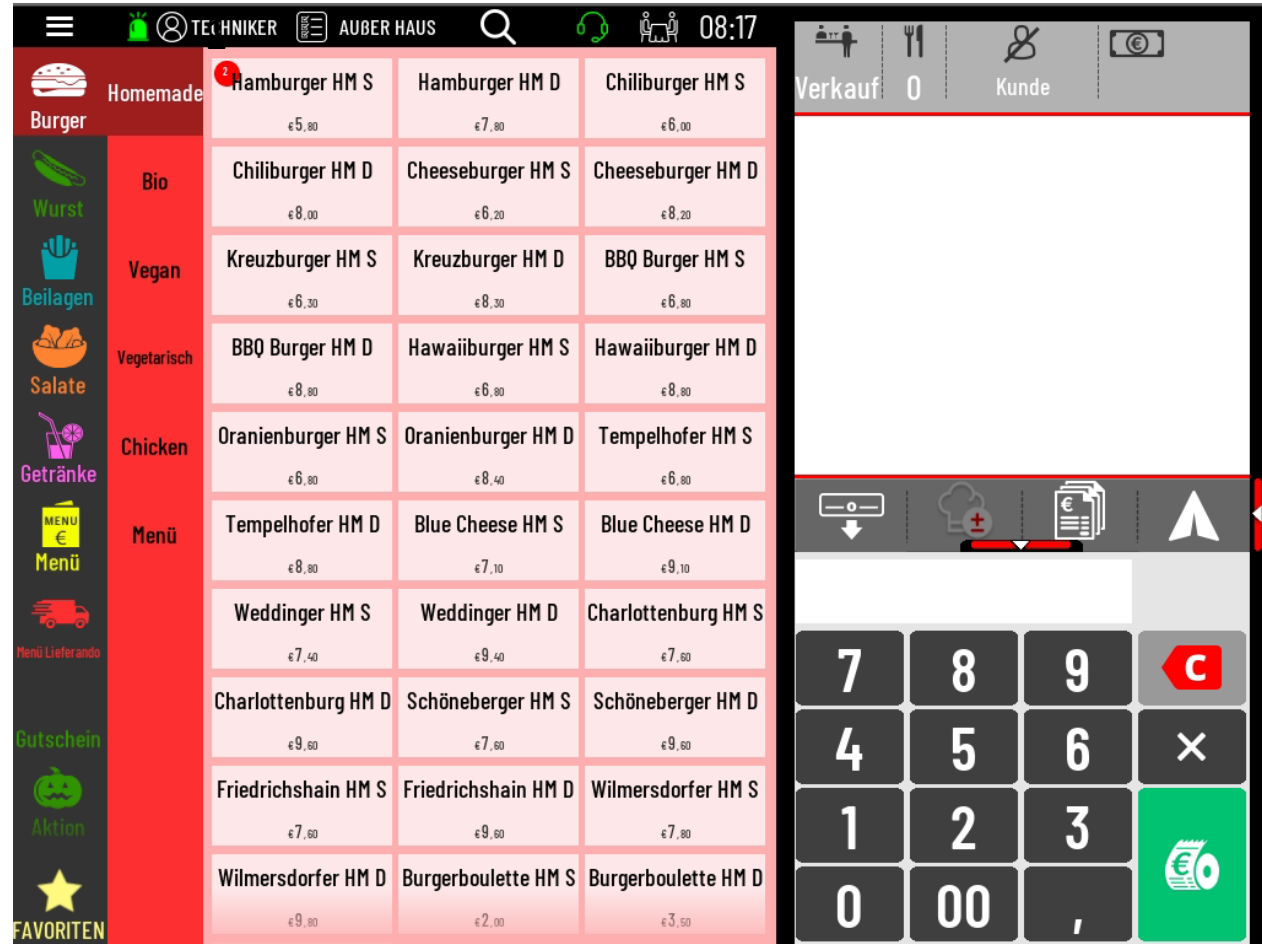 TECHNIKER
AUßER HAUS
08:17
Burger
Wurst
Beilagen
Salate
Getränke
MENU
€
Menü
Menü Lieferando
Gutschein
Aktion
FAVORITEN
Homemade
Bio
Vegan
Vegetarisch
Chicken
Menü
2
Hamburger HM S
€5,80
Hamburger HM D
€7,80
Chiliburger HM S
€6,00
Chiliburger HM D
€8,00
Cheeseburger HM S
€6,20
Cheeseburger HM D
€8,20
Kreuzburger HM S
€6,30
Kreuzburger HM D
€8,30
BBQ Burger HM S
€6,80
BBQ Burger HM D
€8,80
Hawaiiburger HM S
€6,80
Hawaiiburger HM D
€8,80
Oranienburger HM S
€6,80
Oranienburger HM D
€8,40
Tempelhofer HM S
€6,80
Tempelhofer HM D
€8,80
Blue Cheese HM S
€7,10
Blue Cheese HM D
€9,10
Weddinger HM S
€7,40
Weddinger HM D
€9,40
Charlottenburg HM S
€7,60
Charlottenburg HM D
€9,60
Schöneberger HM S
€7,60
Schöneberger HM D
€9,60
Friedrichshain HM S
€7,60
Friedrichshain HM D
€9,60
Wilmersdorfer HM S
€7,80
Wilmersdorfer HM D
€9,80
Burgerboulette HM S
€2,00
Burgerboulette HM D
€3,50
Verkauf
0
Kunde
€
±
€
7 8 9 C
4 5 6 ×
1 2 3
0 00 ,
€